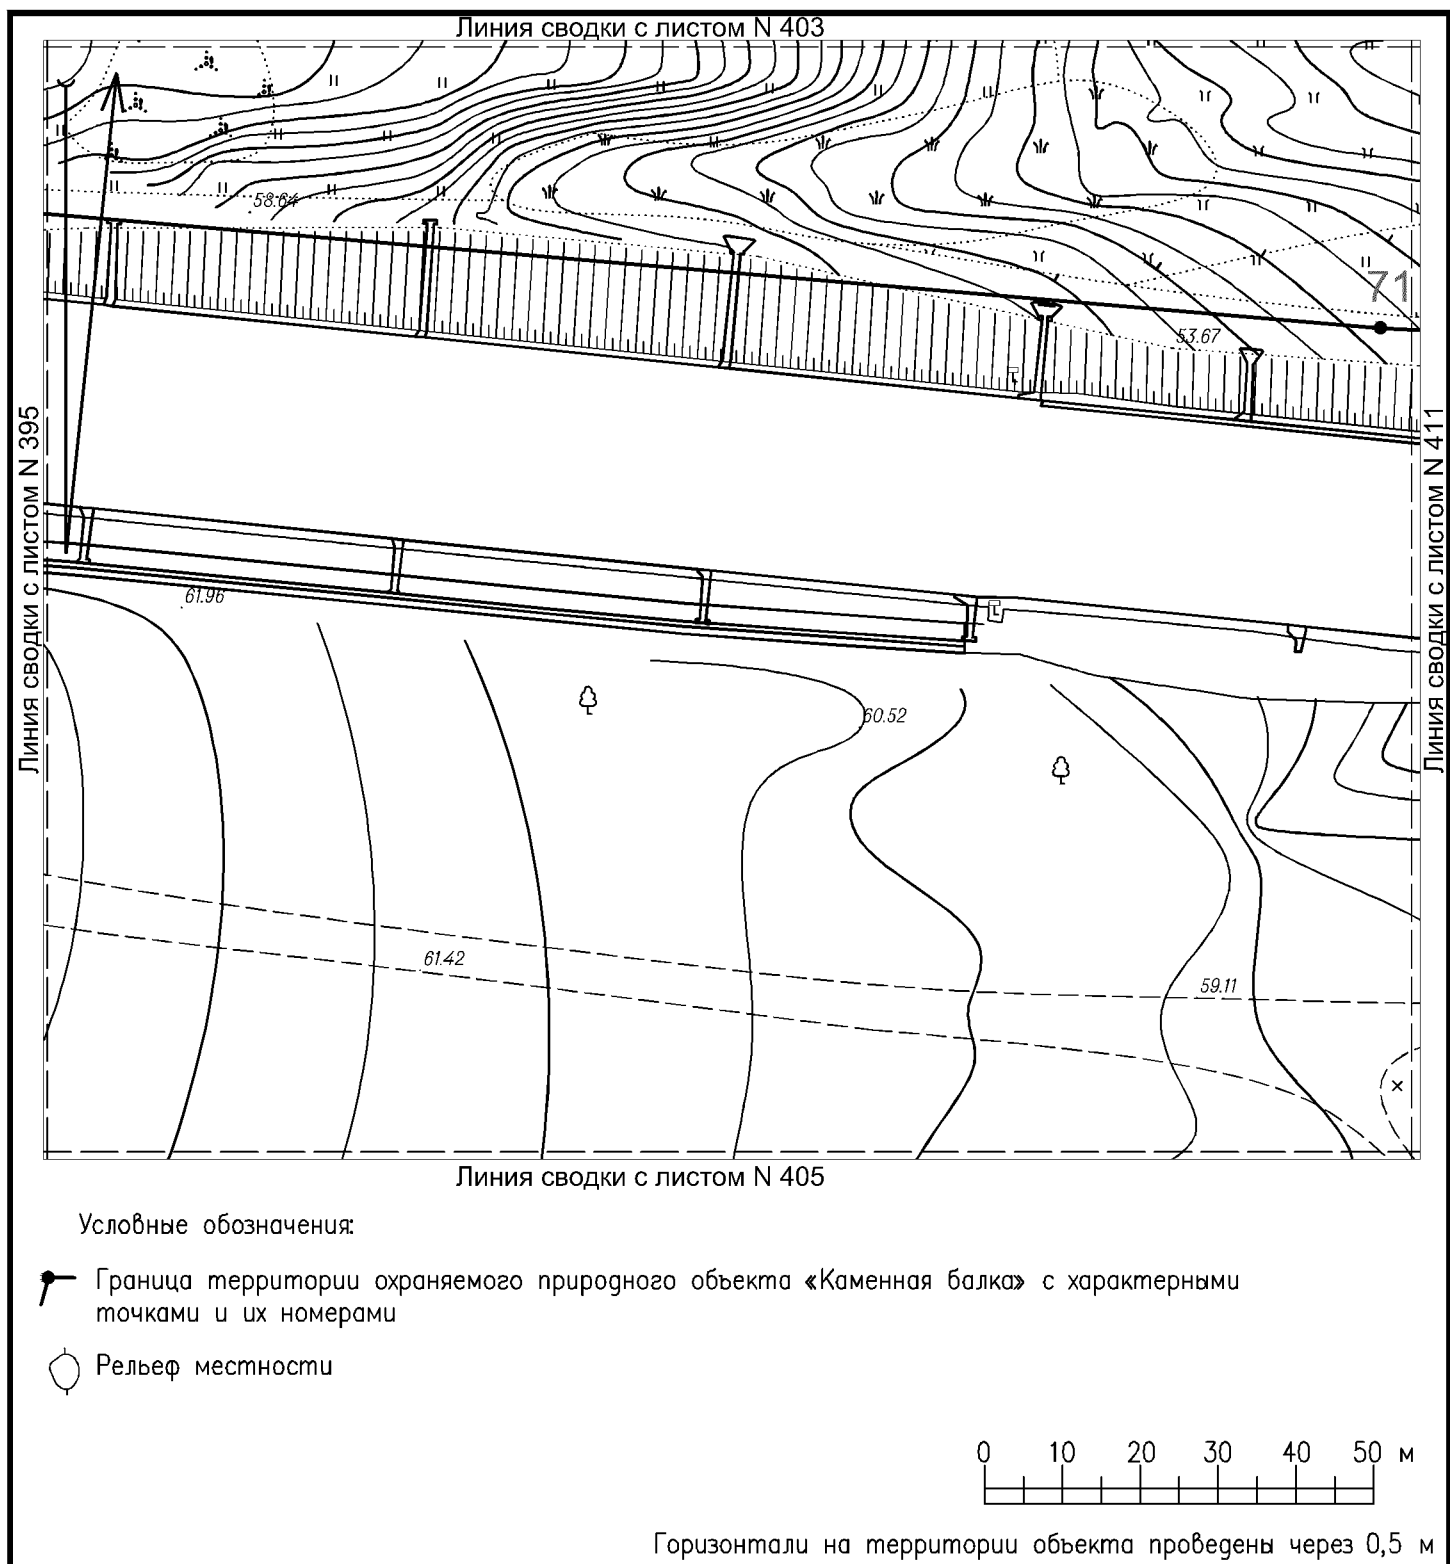 Линия сводки с листом N 403
58.64
71
53.67
Линия сводки с листом N 395
Линия сводки с листом N 411
61.96
60.52
61.42
59.11
Линия сводки с листом N 405
Условные обозначения:
Граница территории охраняемого природного объекта «Каменная балка» с характерными
точками и их номерами
Рельеф местности
0 10 20 30 40 50 м
Горизонтали на территории объекта проведены через 0,5 м